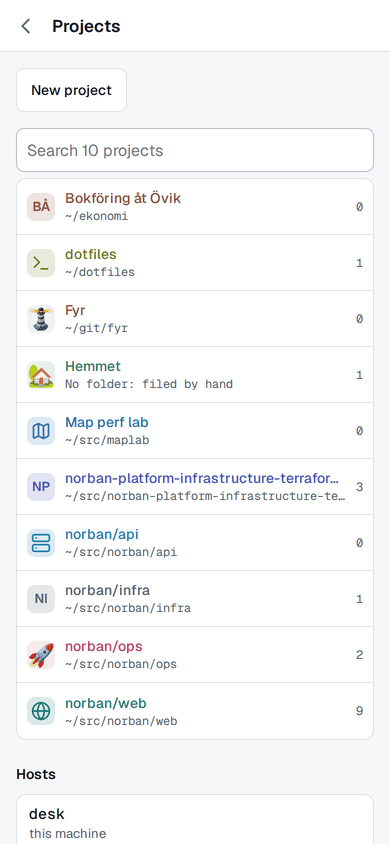 Projects
New project
Search 10 projects
BÅ
Bokföring åt Övik
~/ekonomi
0
dotfiles
~/dotfiles
1
Fyr
~/git/fyr
0
Hemmet
No folder: filed by hand
1
Map perf lab
~/src/maplab
0
NP
norban-platform-infrastructure-terrafor…
~/src/norban-platform-infrastructure-te…
3
norban/api
~/src/norban/api
0
NI
norban/infra
~/src/norban/infra
1
norban/ops
~/src/norban/ops
2
norban/web
~/src/norban/web
9
Hosts
desk
this machine